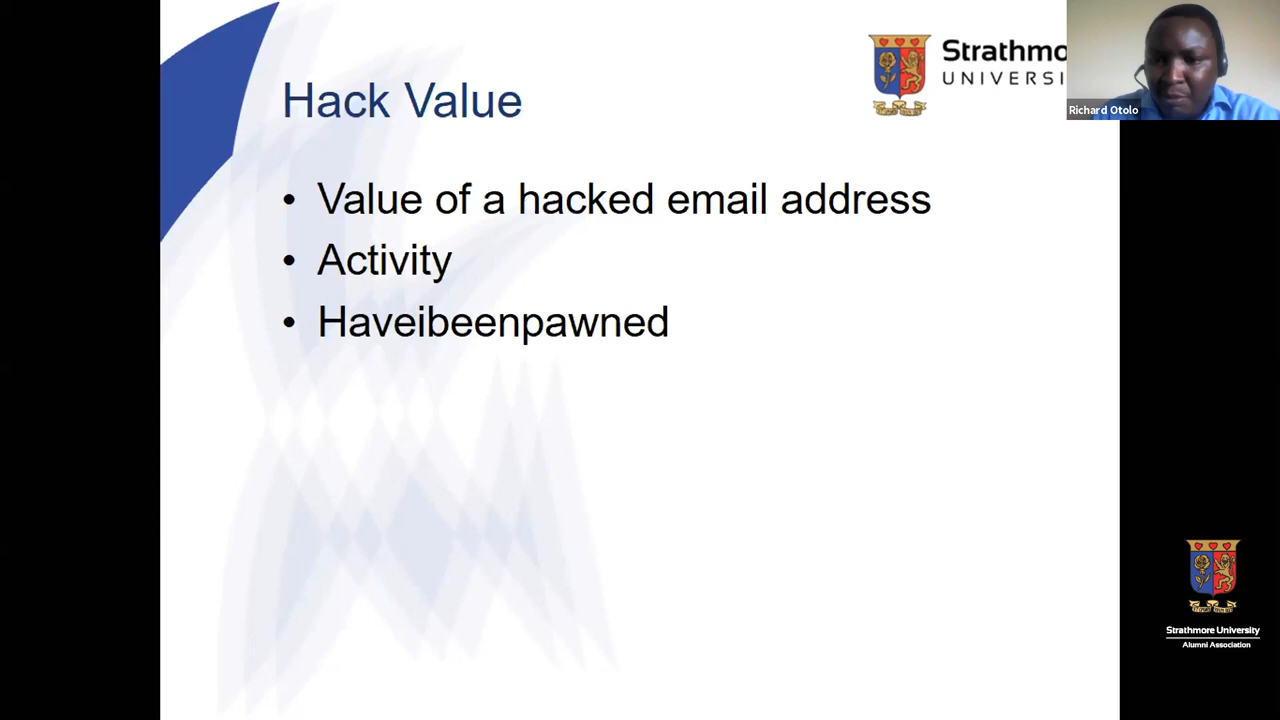 Strathmo
UNIVERSI
Richard Otolo
Hack Value
• Value of a hacked email address
• Activity
• Haveibeenpawned
Strathmore University
Alumni Association